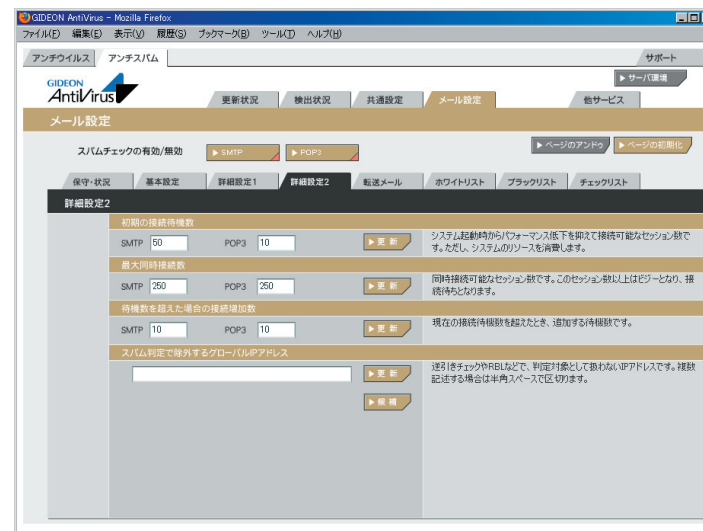 GIDEON AntiVirus - Mozilla Firefox
ファイル(F) 編集(E) 表示(V) 履歴(S) ブックマーク(B) ツール(T) ヘルプ(H)
アンチウイルス アンチスパム サポート
GIDEON AntiVirus
サーバ環境
更新状況 検出状況 共通設定 メール設定 他サービス
メール設定
スパムチェックの有効/無効 SMTP POP3 ページのアンドゥ ページの初期化
保守・状況 基本設定 詳細設定1 詳細設定2 転送メール ホワイトリスト ブラックリスト チェックリスト
詳細設定2
初期の接続待機数
SMTP 50 POP3 10 更 新
システム起動時からパフォーマンス低下を抑えて接続可能なセッション数で
す。ただし、システムのリソースを消費します。
最大同時接続数
SMTP 250 POP3 250 更 新
同時接続可能なセッション数です。このセッション数以上はビジーとなり、接
続待ちとなります。
待機数を超えた場合の接続増加数
SMTP 10 POP3 10 更 新
現在の接続待機数を超えたとき、追加する待機数です。
スパム判定で除外するグローバルIPアドレス
更 新
逆引きチェックやRBLなどで、判定対象として扱わないIPアドレスです。複数
記述する場合は半角スペースで区切ります。
候 補